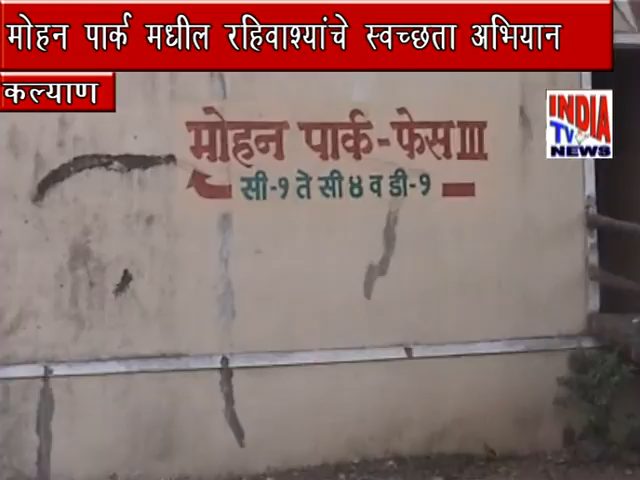 मोहन पार्क मधील रहिवाश्यांचे स्वच्छता अभियान
कल्याण
INDIA
TV
NEWS
मोहन पार्क - फेस III
सी-१ ते सी ४ व डी-१